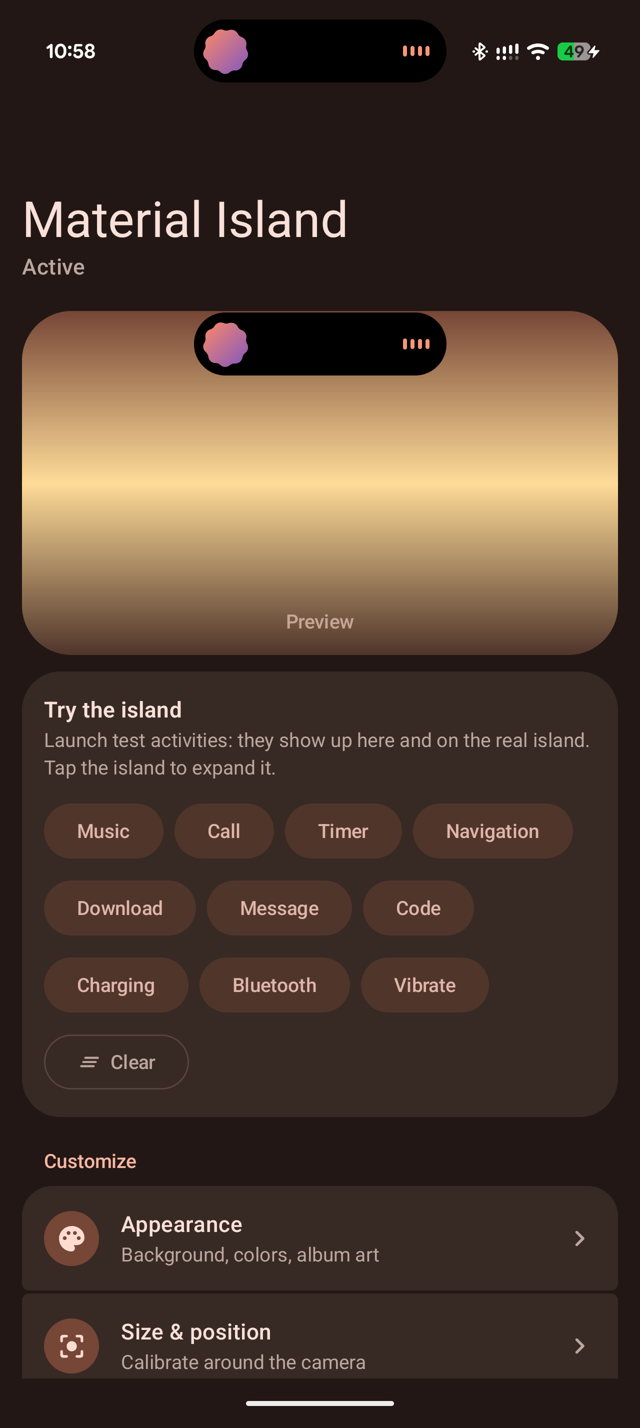 10:58
49
Material Island
Active
Preview
Try the island
Launch test activities: they show up here and on the real island.
Tap the island to expand it.
Music
Call
Timer
Navigation
Download
Message
Code
Charging
Bluetooth
Vibrate
Clear
Customize
Appearance
Background, colors, album art
Size & position
Calibrate around the camera